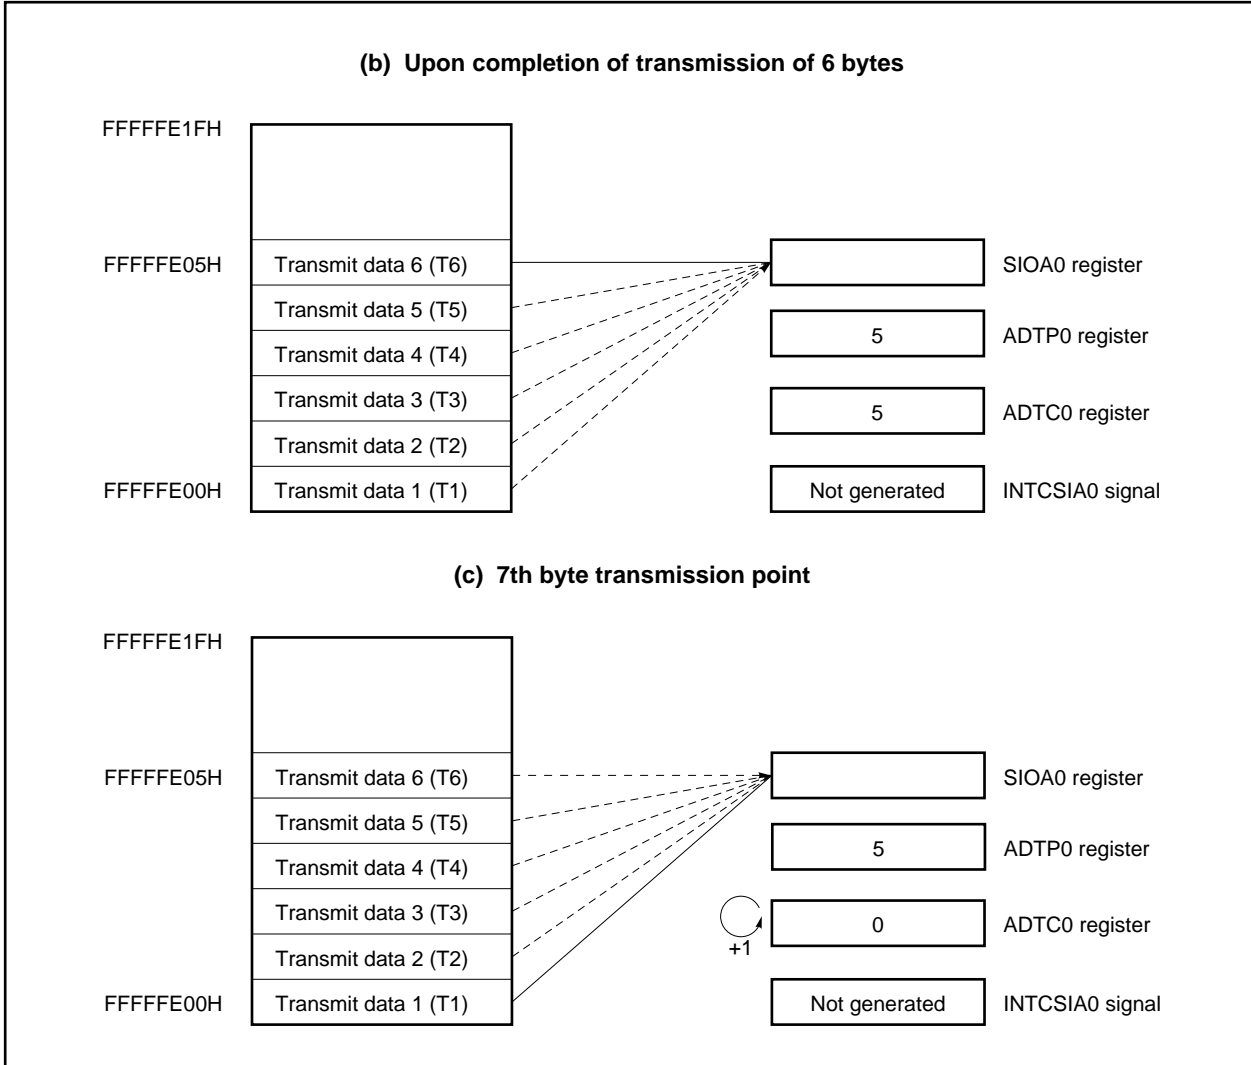 (b) Upon completion of transmission of 6 bytes
FFFFFE1FH
FFFFFE05H Transmit data 6 (T6) SIOA0 register
Transmit data 5 (T5)
5 ADTP0 register
Transmit data 4 (T4)
Transmit data 3 (T3)
5 ADTC0 register
Transmit data 2 (T2)
FFFFFE00H Transmit data 1 (T1) Not generated INTCSIA0 signal
(c) 7th byte transmission point
FFFFFE1FH
FFFFFE05H Transmit data 6 (T6) SIOA0 register
Transmit data 5 (T5)
5 ADTP0 register
Transmit data 4 (T4)
Transmit data 3 (T3)
0 ADTC0 register
+1
Transmit data 2 (T2)
FFFFFE00H Transmit data 1 (T1) Not generated INTCSIA0 signal